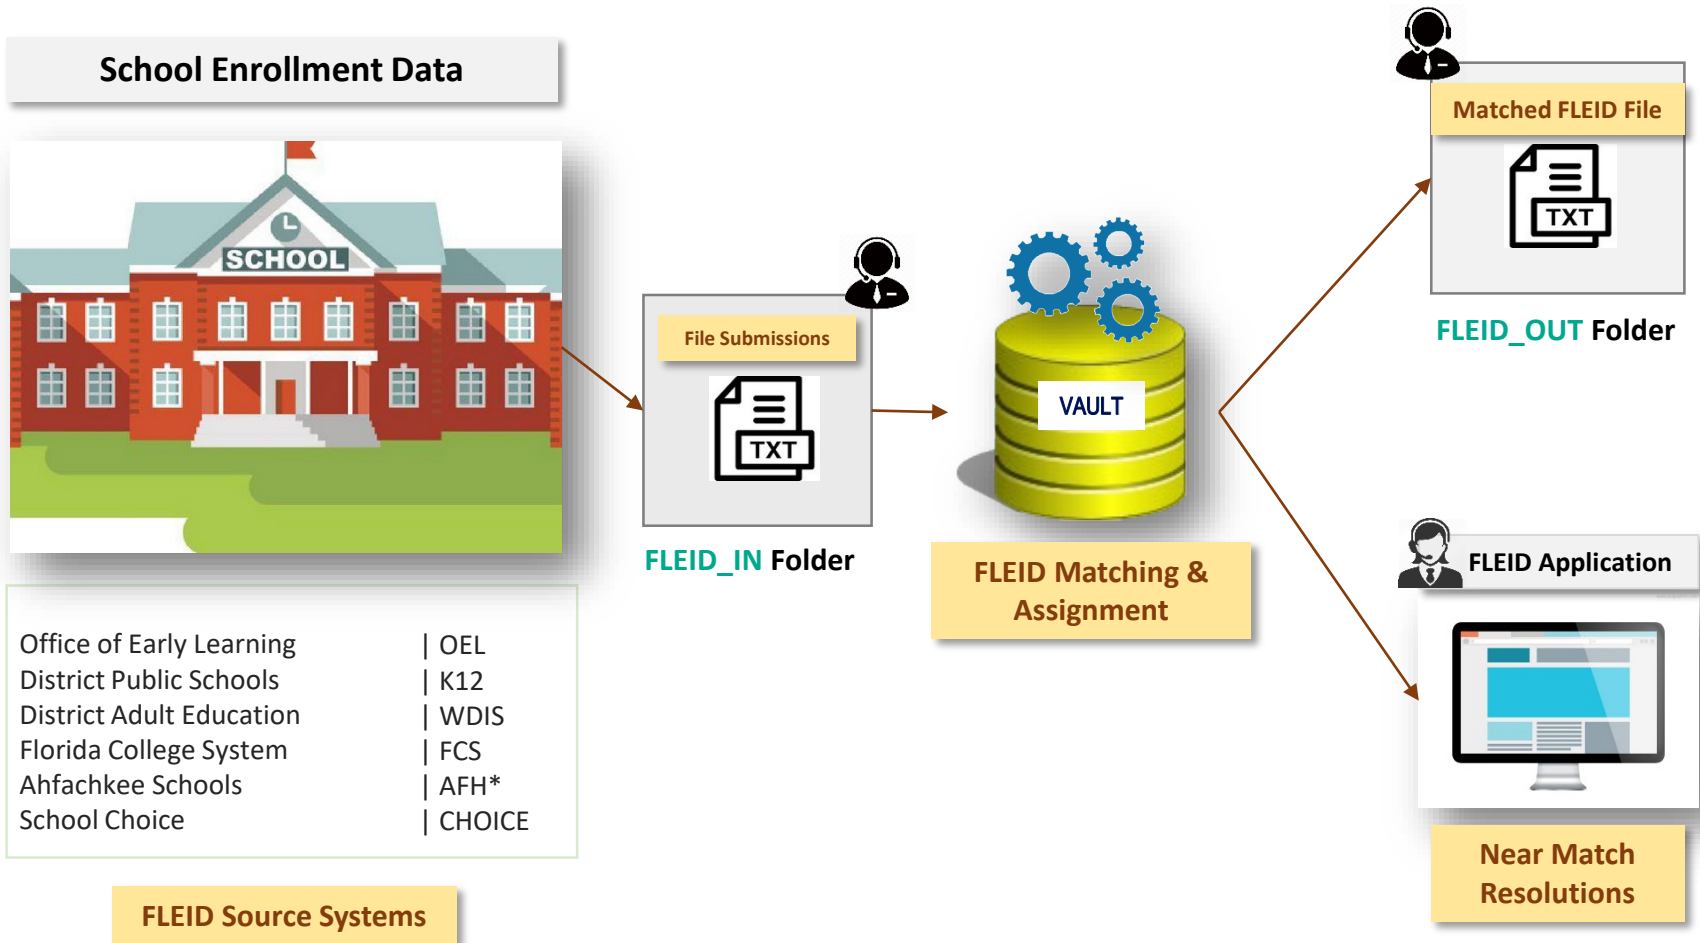 School Enrollment Data
SCHOOL
Office of Early Learning | OEL
District Public Schools | K12
District Adult Education | WDIS
Florida College System | FCS
Ahfachkee Schools | AFH*
School Choice | CHOICE
FLEID Source Systems
File Submissions
TXT
FLEID_IN Folder
VAULT
FLEID Matching &
Assignment
Matched FLEID File
TXT
FLEID_OUT Folder
FLEID Application
Near Match
Resolutions